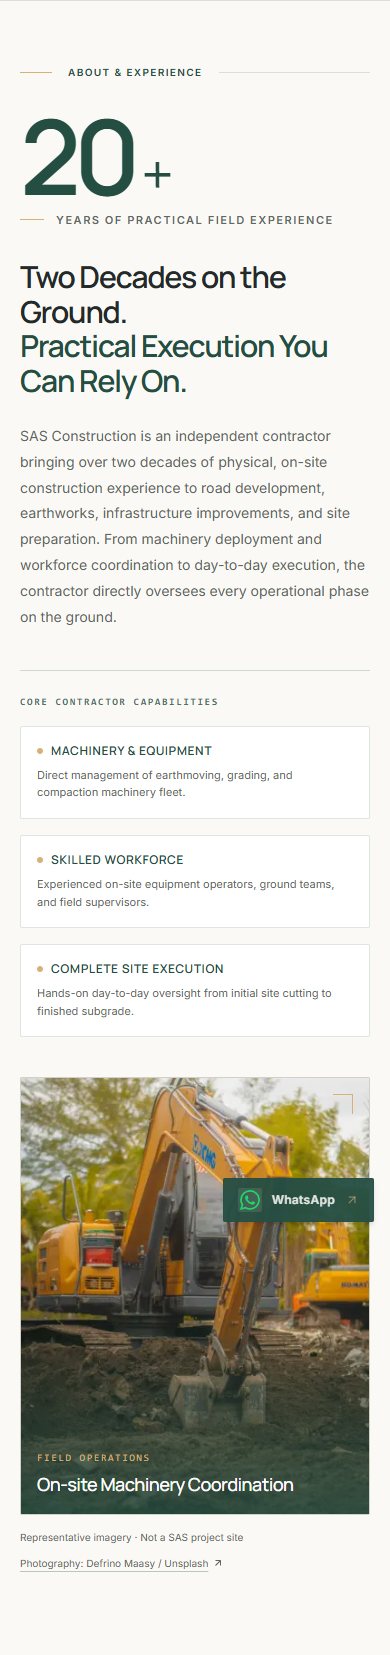 ABOUT & EXPERIENCE
20+
YEARS OF PRACTICAL FIELD EXPERIENCE
Two Decades on the
Ground.
Practical Execution You
Can Rely On.
SAS Construction is an independent contractor
bringing over two decades of physical, on-site
construction experience to road development,
earthworks, infrastructure improvements, and site
preparation. From machinery deployment and
workforce coordination to day-to-day execution, the
contractor directly oversees every operational phase
on the ground.
CORE CONTRACTOR CAPABILITIES
MACHINERY & EQUIPMENT
Direct management of earthmoving, grading, and
compaction machinery fleet.
SKILLED WORKFORCE
Experienced on-site equipment operators, ground teams,
and field supervisors.
COMPLETE SITE EXECUTION
Hands-on day-to-day oversight from initial site cutting to
finished subgrade.
WhatsApp ↗
FIELD OPERATIONS
On-site Machinery Coordination
Representative imagery · Not a SAS project site
Photography: Defrino Maasy / Unsplash ↗